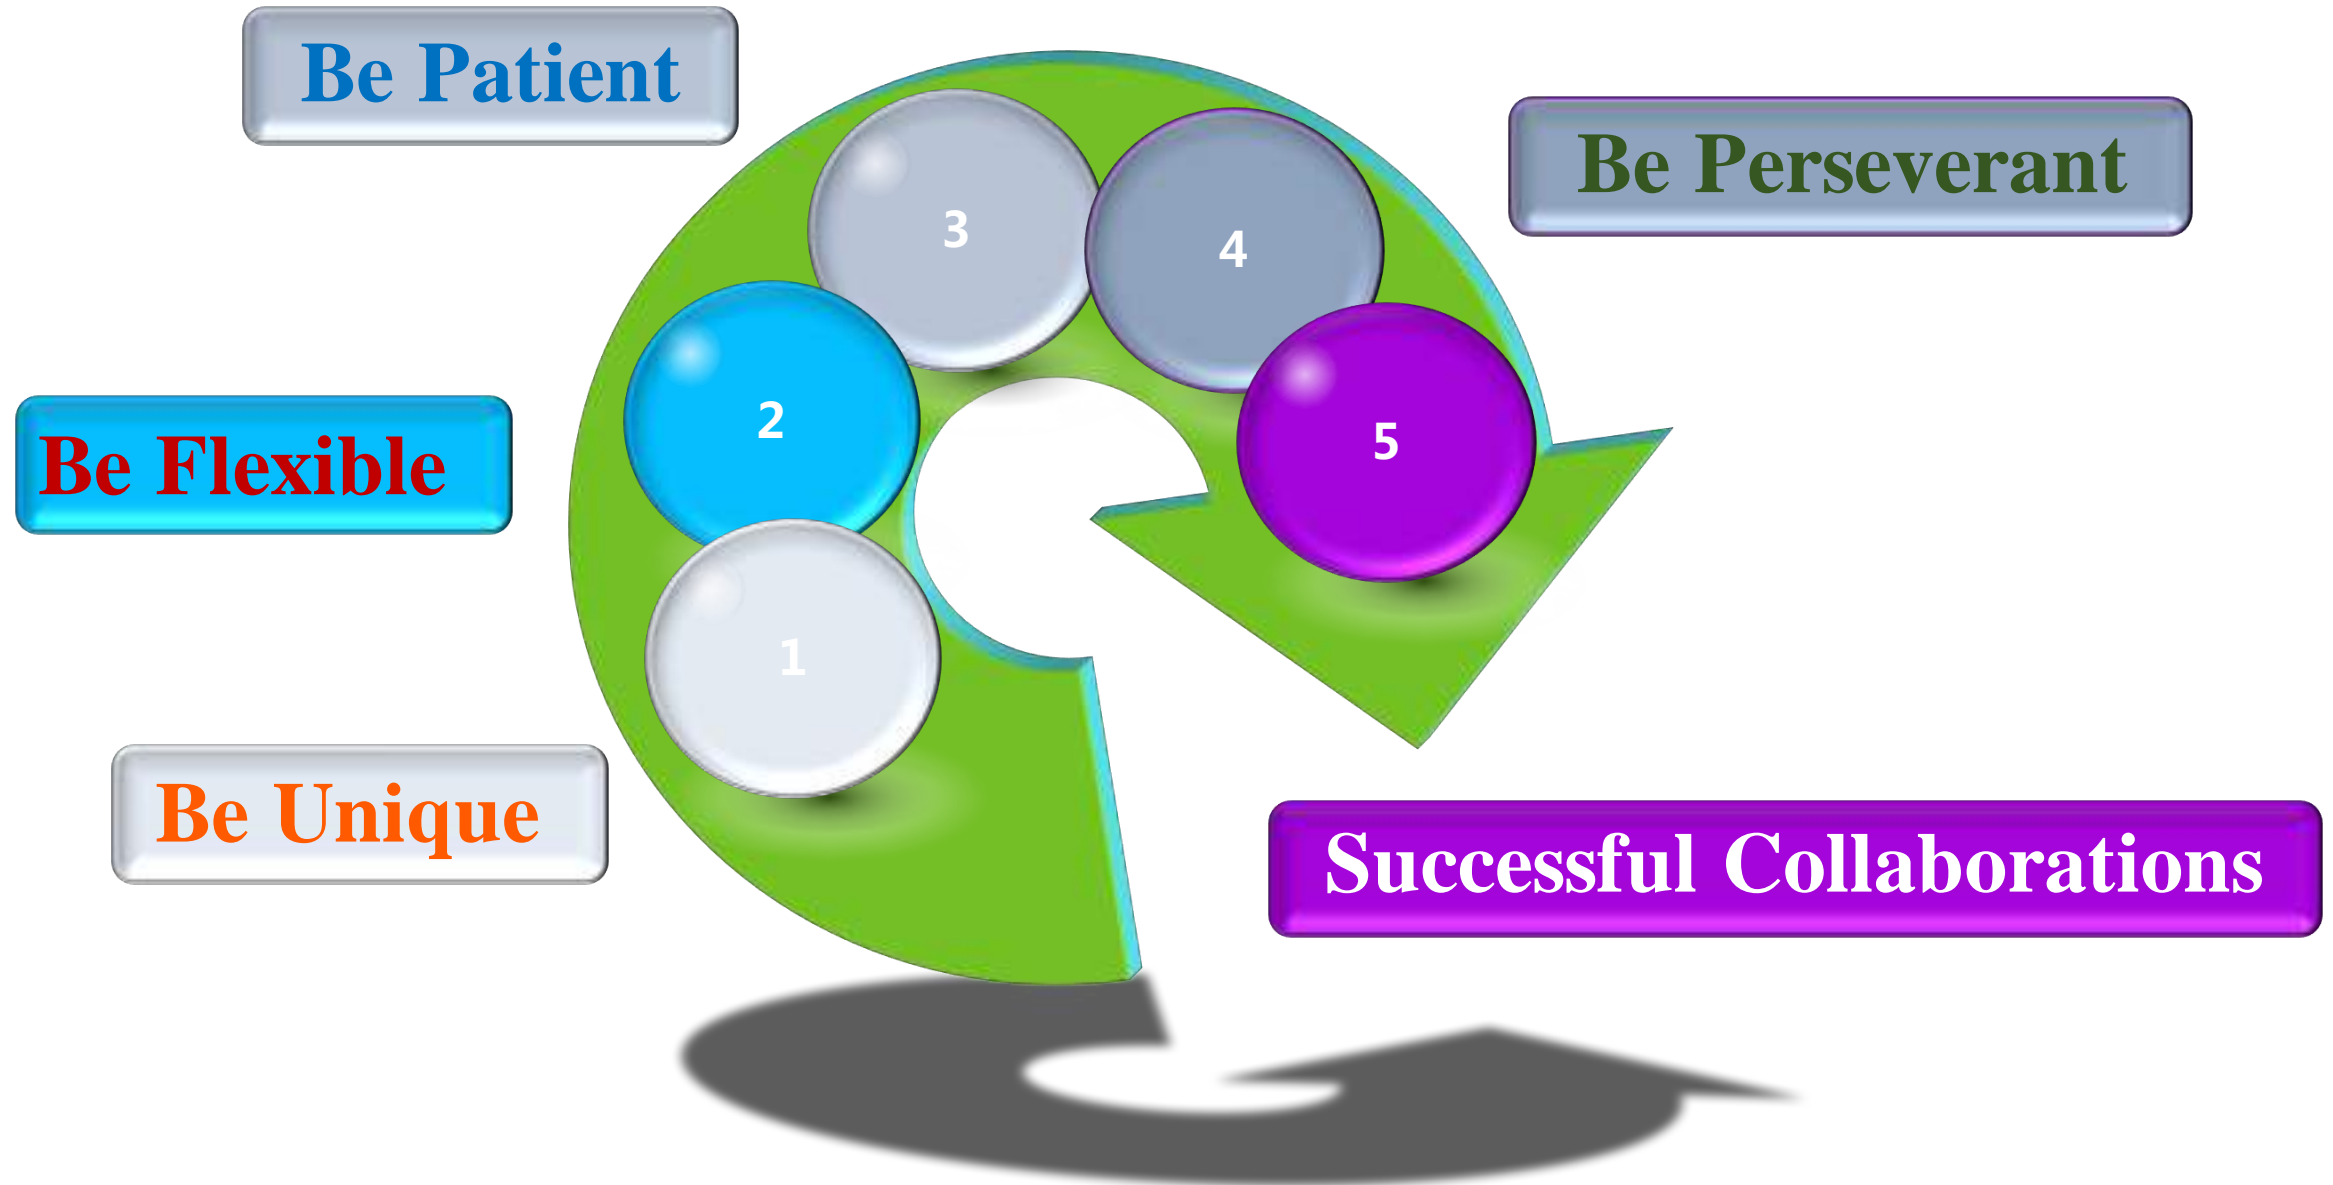 Be Patient
Be Perseverant
3
4
2
5
Be Flexible
1
Be Unique
Successful Collaborations